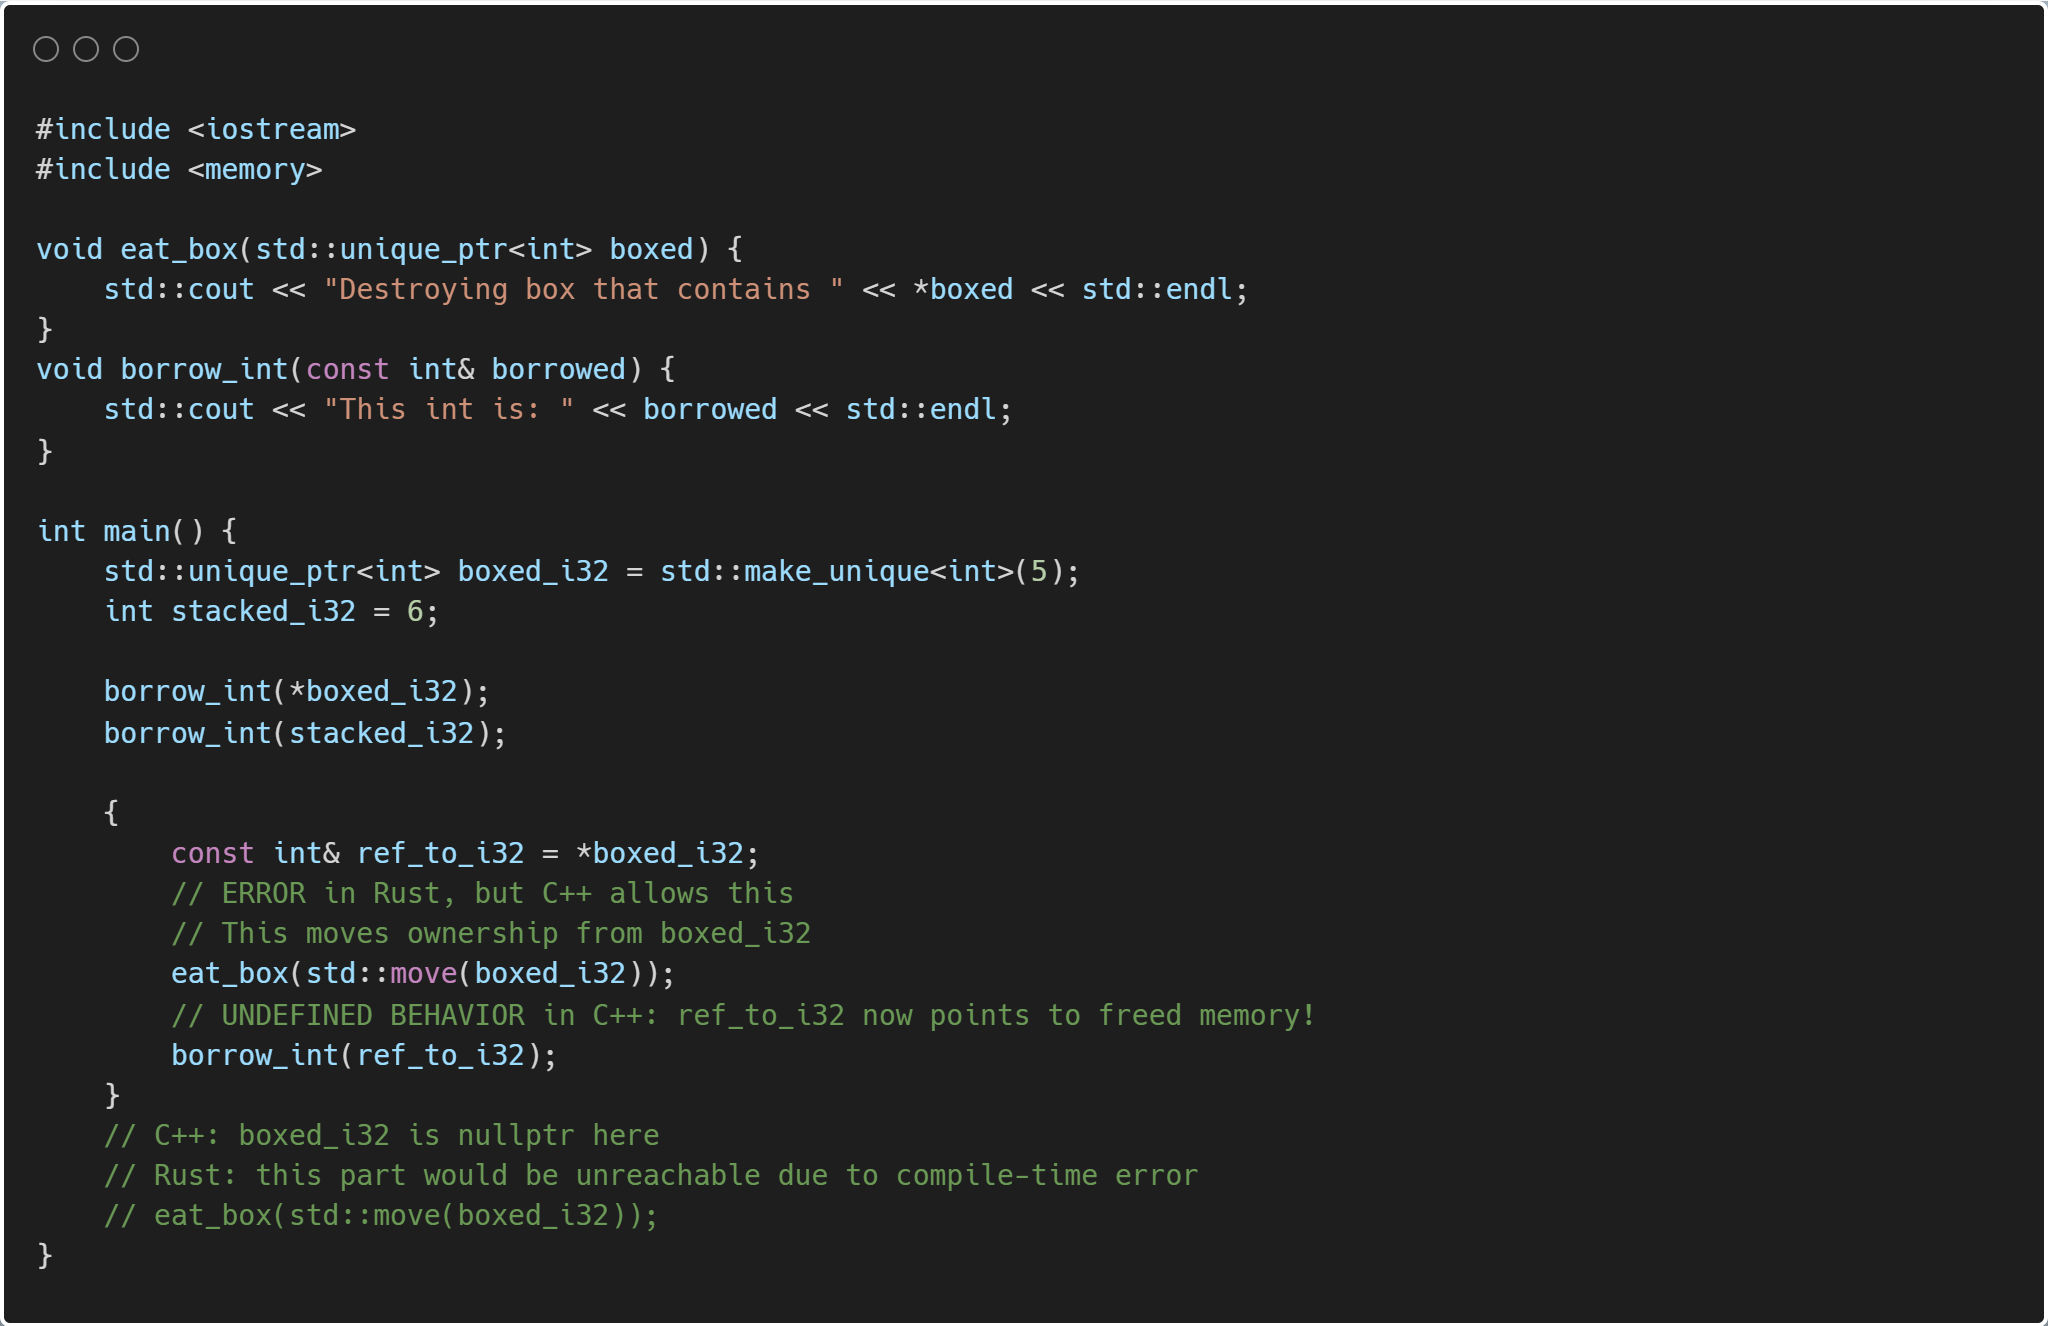 #include <iostream>
#include <memory>

void eat_box(std::unique_ptr<int> boxed) {
    std::cout << "Destroying box that contains " << *boxed << std::endl;
}
void borrow_int(const int& borrowed) {
    std::cout << "This int is: " << borrowed << std::endl;
}

int main() {
    std::unique_ptr<int> boxed_i32 = std::make_unique<int>(5);
    int stacked_i32 = 6;

    borrow_int(*boxed_i32);
    borrow_int(stacked_i32);

    {
        const int& ref_to_i32 = *boxed_i32;
        // ERROR in Rust, but C++ allows this
        // This moves ownership from boxed_i32
        eat_box(std::move(boxed_i32));
        // UNDEFINED BEHAVIOR in C++: ref_to_i32 now points to freed memory!
        borrow_int(ref_to_i32);
    }
    // C++: boxed_i32 is nullptr here
    // Rust: this part would be unreachable due to compile-time error
    // eat_box(std::move(boxed_i32));
}